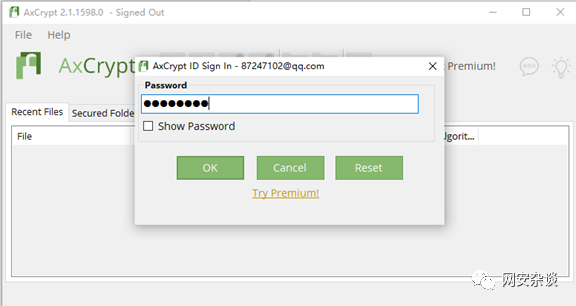 AxCrypt 2.1.1598.0 - Signed Out
File Help
AxCrypt
AxCrypt ID Sign In - 87247102@qq.com
t Premium!
Password
●●●●●●●●
Show Password
OK Cancel Reset
Try Premium!
Recent Files Secured Folde
File lgorit...
网安杂谈